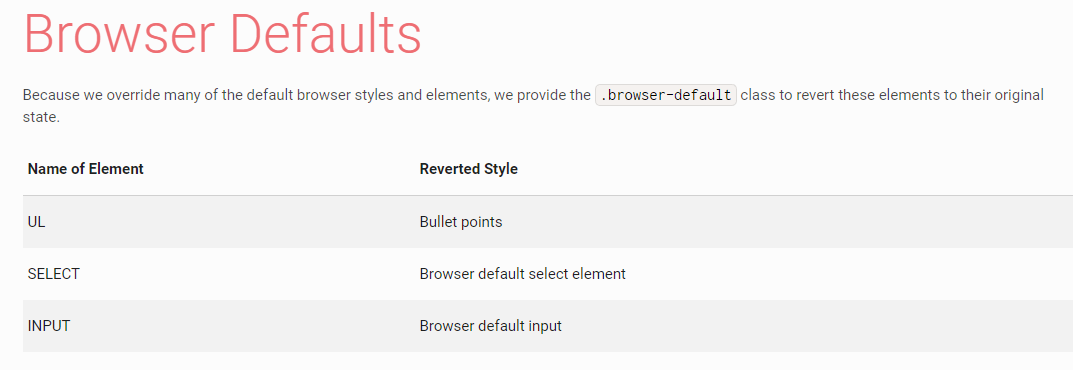 Browser Defaults
Because we override many of the default browser styles and elements, we provide the .browser-default class to revert these elements to their original
state.
Name of Element Reverted Style
UL Bullet points
SELECT Browser default select element
INPUT Browser default input